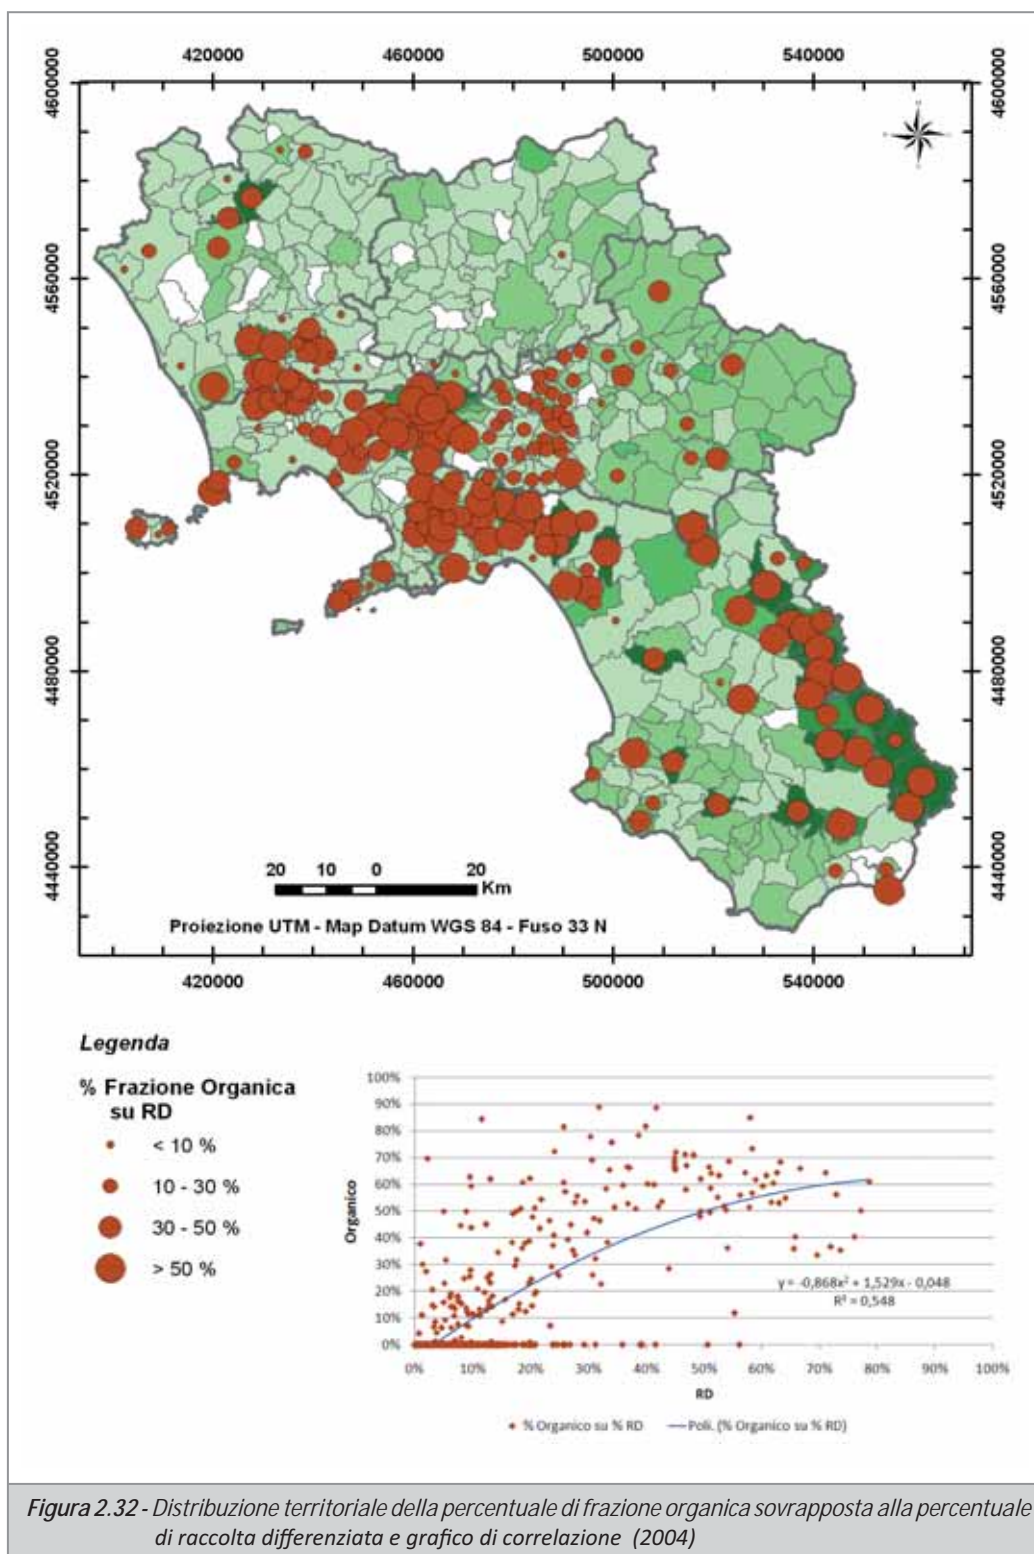 420000 460000 500000 540000
4600000 4600000
4560000 4560000
4520000 4520000
4480000 4480000
4440000 4440000
20 10 0 20
Km
Proiezione UTM - Map Datum WGS 84 - Fuso 33 N
420000 460000 500000 540000
Legenda
% Frazione Organica
su RD
< 10 %
10 - 30 %
30 - 50 %
> 50 %
100%
90%
80%
70%
60%
50%
40%
30%
20%
10%
0%
Organico
y = -0,868x² + 1,529x - 0,048
R² = 0,548
0% 10% 20% 30% 40% 50% 60% 70% 80% 90% 100%
RD
% Organico su % RD Poli. (% Organico su % RD)
Figura 2.32 - Distribuzione territoriale della percentuale di frazione organica sovrapposta alla percentuale
di raccolta differenziata e grafico di correlazione (2004)